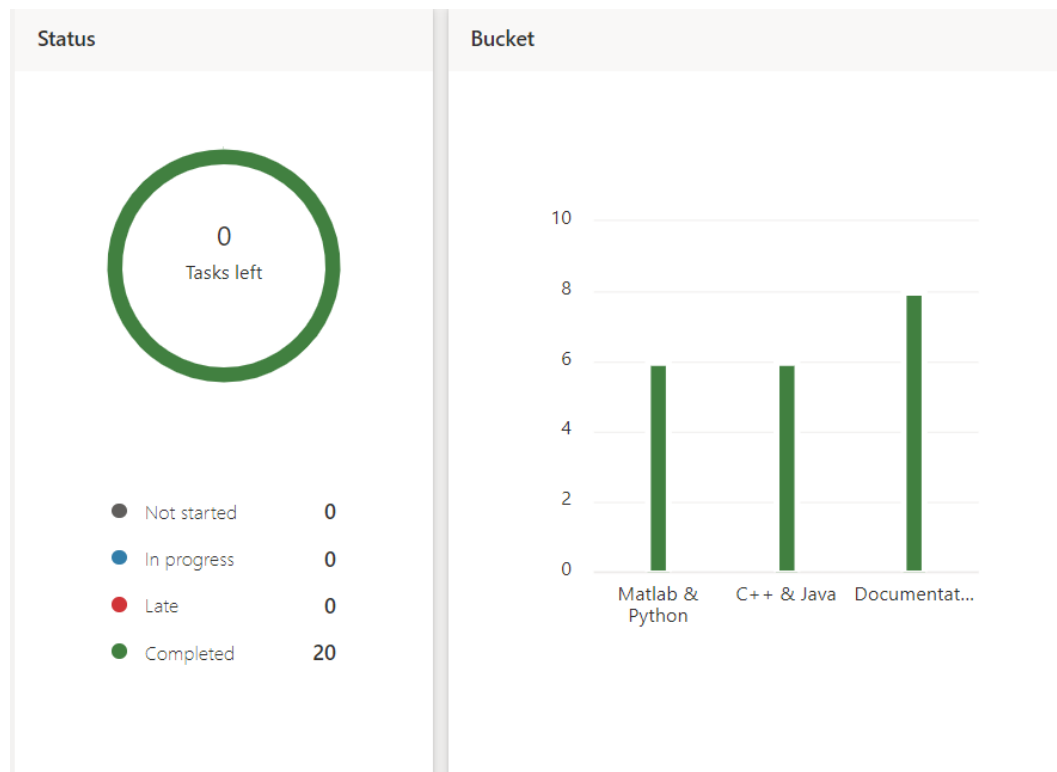 Status
0
Tasks left
Not started 0
In progress 0
Late 0
Completed 20
Bucket
10
8
6
4
2
0
Matlab &
Python
C++ & Java
Documentat...